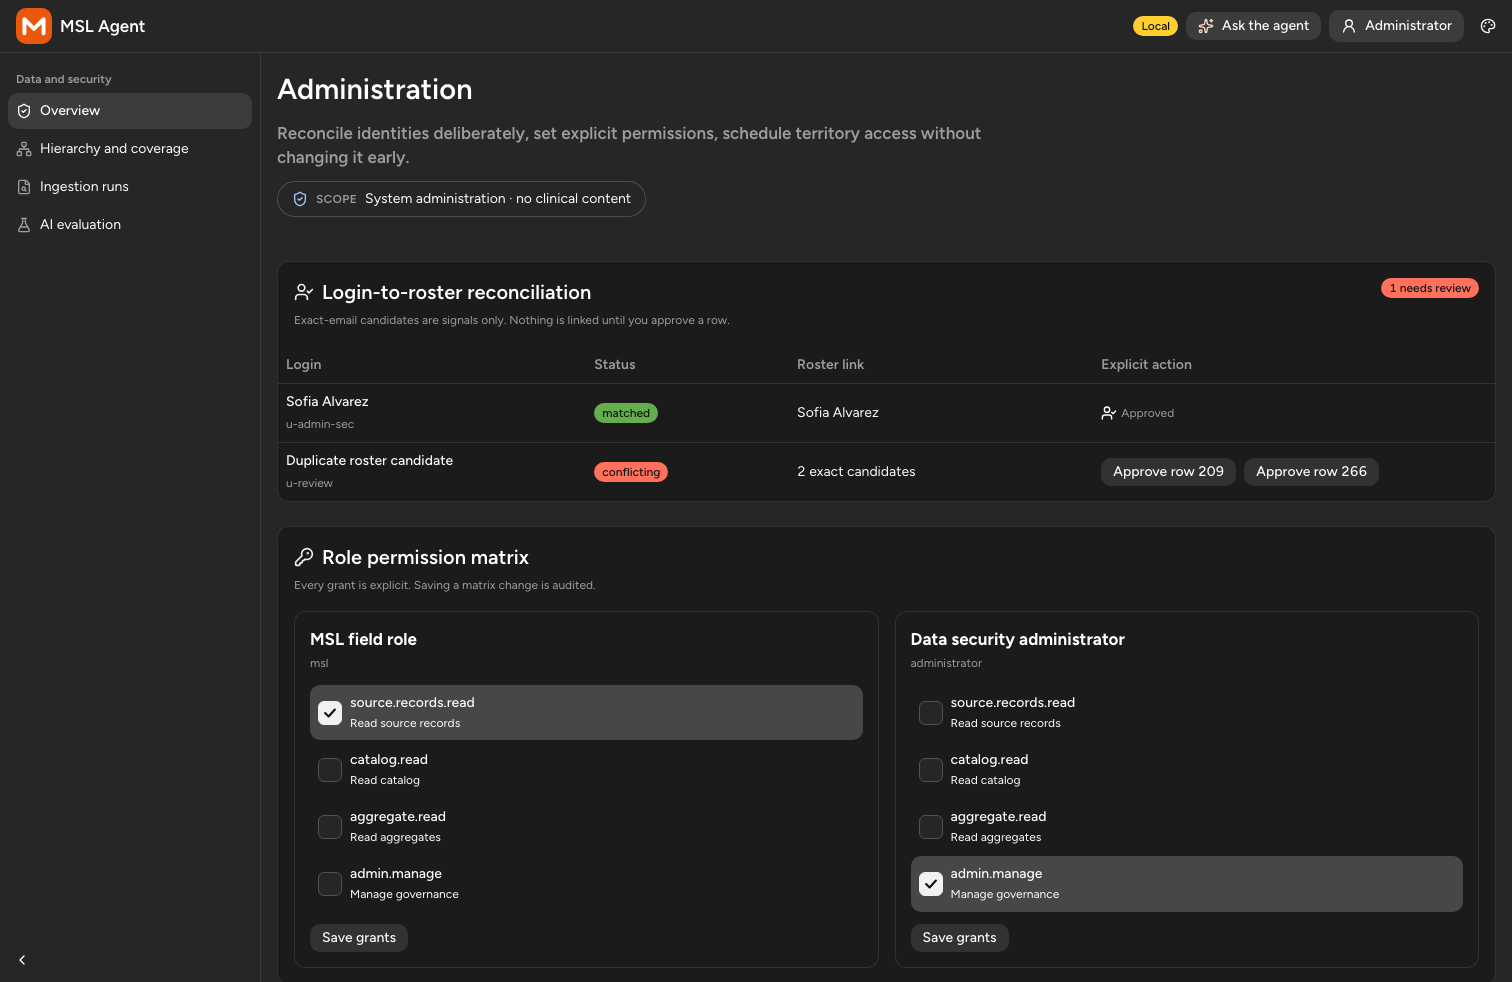 MSL Agent
Local
Ask the agent
Administrator
Data and security
Overview
Hierarchy and coverage
Ingestion runs
AI evaluation
Administration
Reconcile identities deliberately, set explicit permissions, schedule territory access without
changing it early.
SCOPE System administration · no clinical content
Login-to-roster reconciliation
1 needs review
Exact-email candidates are signals only. Nothing is linked until you approve a row.
Login Status Roster link Explicit action
Sofia Alvarez
u-admin-sec
matched
Sofia Alvarez
Approved
Duplicate roster candidate
u-review
conflicting
2 exact candidates
Approve row 209
Approve row 266
Role permission matrix
Every grant is explicit. Saving a matrix change is audited.
MSL field role
msl
source.records.read
Read source records
catalog.read
Read catalog
aggregate.read
Read aggregates
admin.manage
Manage governance
Save grants
Data security administrator
administrator
source.records.read
Read source records
catalog.read
Read catalog
aggregate.read
Read aggregates
admin.manage
Manage governance
Save grants